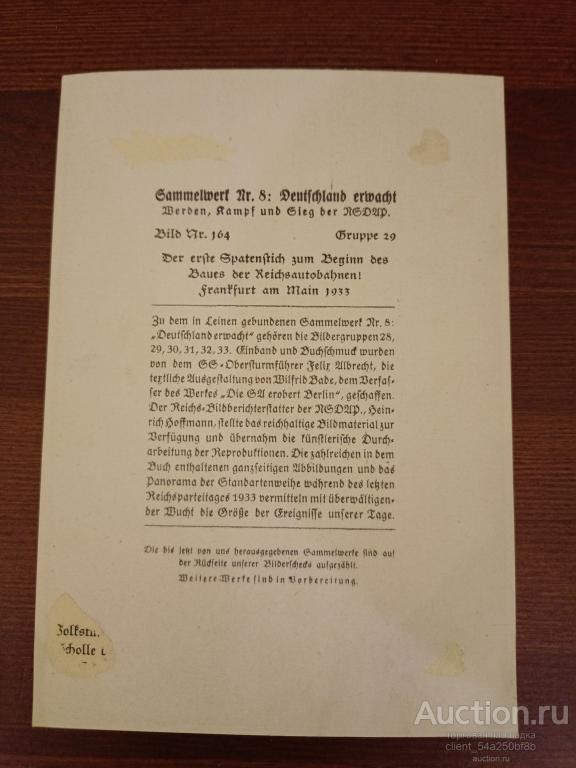 Sammelwerk Nr. 8: Deutschland erwacht
Werden, Kampf und Sieg der NSDAP.
Bild Nr. 164 Gruppe 29
Der erste Spatenstich zum Beginn des
Baues der Reichsautobahnen!
Frankfurt am Main 1933
Zu dem in Leinen gebundenen Sammelwerk Nr. 8:
„Deutschland erwacht“ gehören die Bildergruppen 28,
29, 30, 31, 32, 33. Einband und Buchschmuck wurden
von dem SS-Obersturmführer Felix Albrecht, die
textliche Ausgestaltung von Wilfrid Bade, dem Verfas-
ser des Werkes „Die SA erobert Berlin“, geschaffen.
Der Reichs-Bildberichterstatter der NSDAP., Hein-
rich Hoffmann, stellte das reichhaltige Bildmaterial zur
Verfügung und übernahm die künstlerische Durch-
arbeitung der Reproduktionen. Die zahlreichen in dem
Buch enthaltenen ganzseitigen Abbildungen und das
Panorama der Standartenweihe während des letzten
Reichsparteitages 1933 vermitteln mit überwältigen-
der Wucht die Größe der Ereignisse unserer Tage.
Die bis jetzt von uns herausgegebenen Sammelwerke sind auf
der Rückseite unserer Bilderschecks aufgezählt.
Weitere Werke sind in Vorbereitung.
Auction.ru
client_54a250bf8b
auction.ru